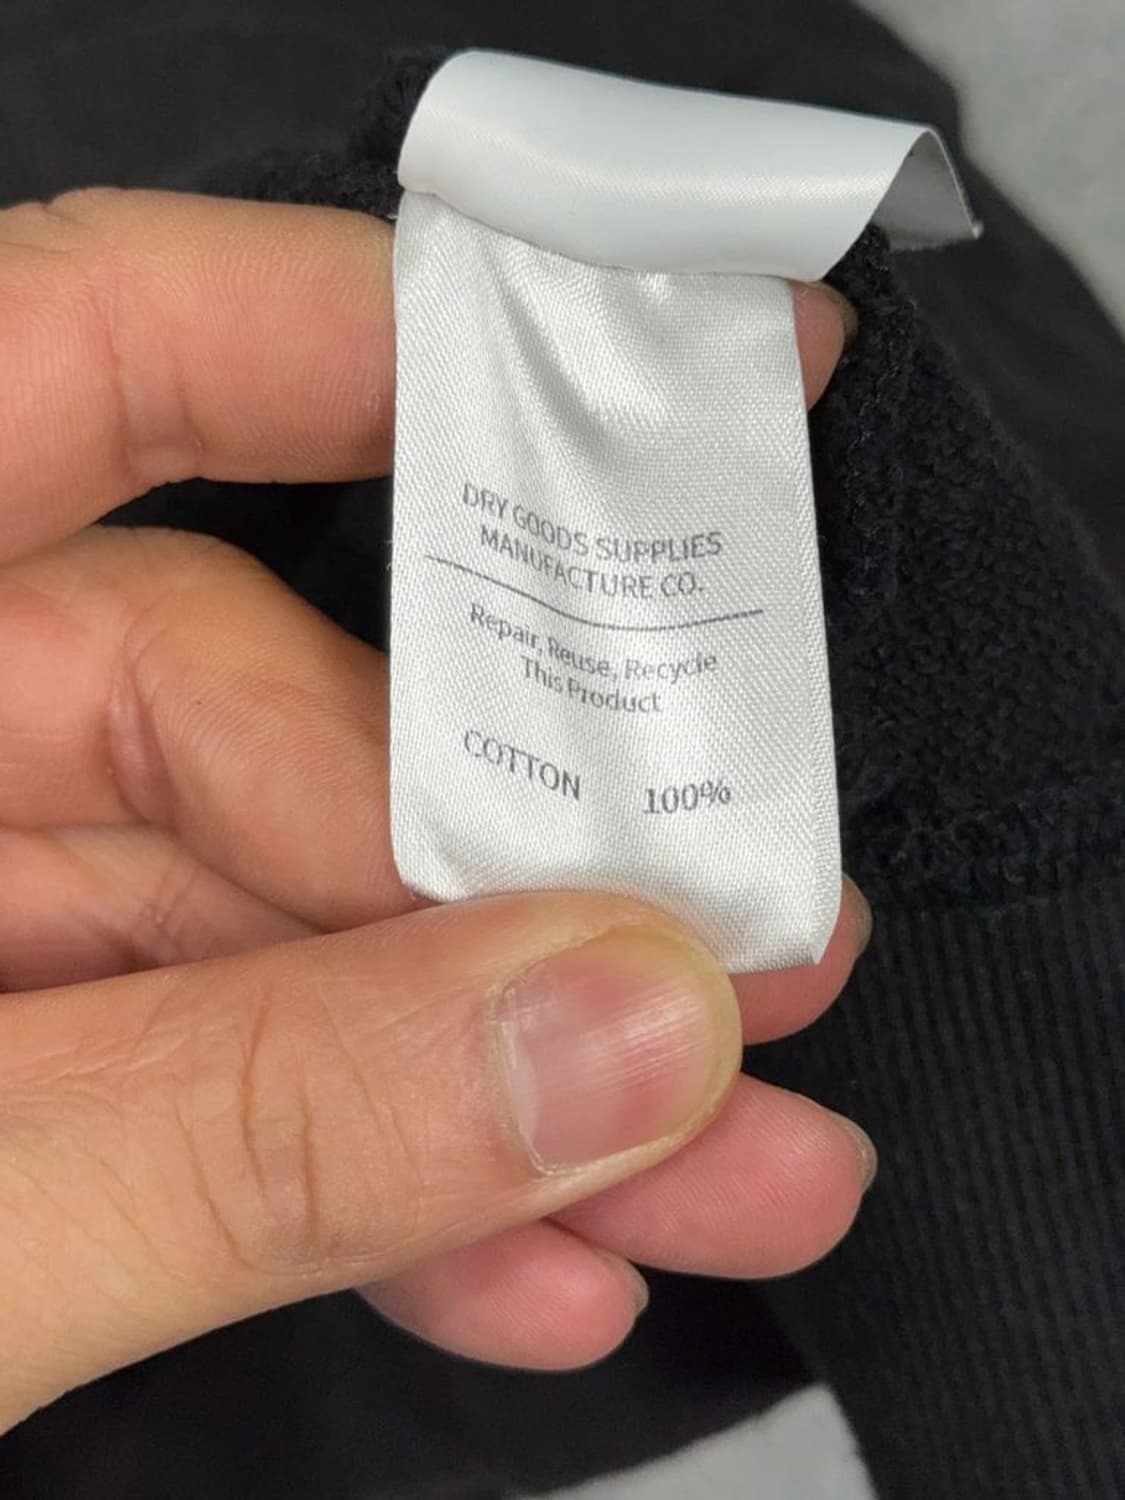 DRY GOODS SUPPLIES
MANUFACTURE CO.
Repair, Reuse, Recycle
This Product
COTTON 100%